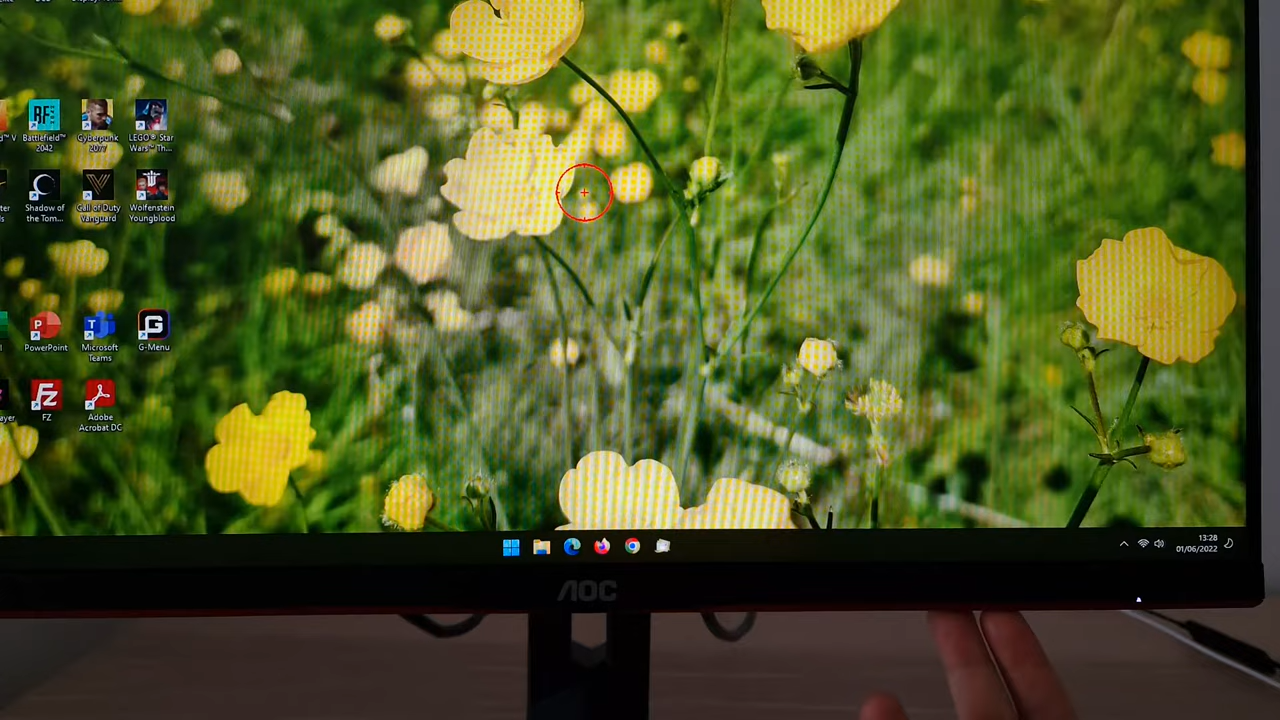 Battlefield™
2042
Cyberpunk
2077
LEGO® Star
Wars™ Th...
Shadow of
the Tom...
Call of Duty
Vanguard
Wolfenstein
Youngblood
PowerPoint
Microsoft
Teams
G-Menu
FZ
Adobe
Acrobat DC
13:28
01/06/2022
AOC